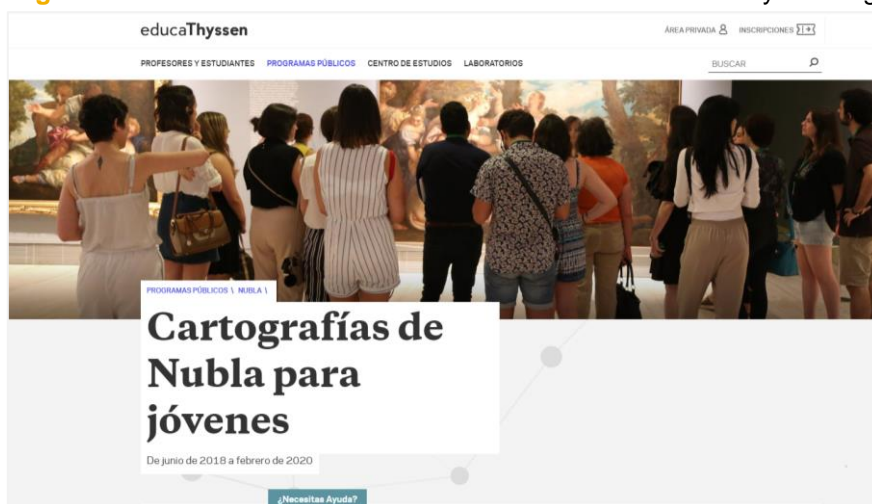 educaThyssen
ÁREA PRIVADA INSCRIPCIONES
PROFESORES Y ESTUDIANTES PROGRAMAS PÚBLICOS CENTRO DE ESTUDIOS LABORATORIOS BUSCAR
PROGRAMAS PÚBLICOS \ NUBLA \
Cartografías de
Nubla para
jóvenes
De junio de 2018 a febrero de 2020
¿Necesitas Ayuda?